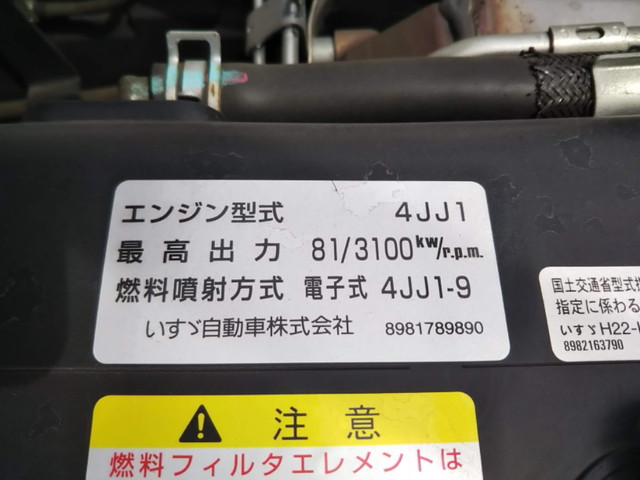 エンジン型式 4JJ1
最高出力 81/3100kw/r.p.m.
燃料噴射方式 電子式 4JJ1-9
いすゞ自動車株式会社 8981789890
国土交通省型式指
指定に係わる
いすゞH22-
8982163790
注意
燃料フィルタエレメントは